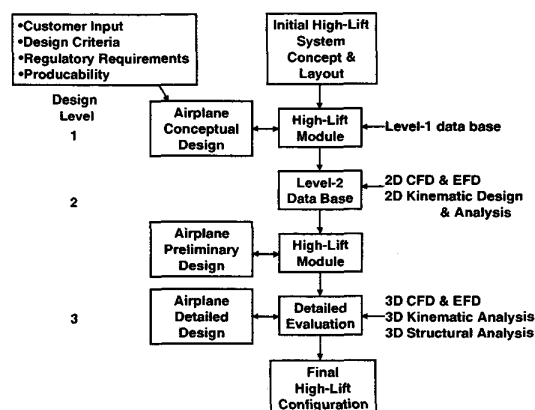 •Customer Input
•Design Criteria
•Regulatory Requirements
•Producability
Initial High-Lift
System
Concept &
Layout
Design
Level
1
Airplane
Conceptual
Design
High-Lift
Module
Level-1 data base
2
Level-2
Data Base
2D CFD & EFD
2D Kinematic Design
& Analysis
Airplane
Preliminary
Design
High-Lift
Module
3
Airplane
Detailed
Design
Detailed
Evaluation
3D CFD & EFD
3D Kinematic Analysis
3D Structural Analysis
Final
High-Lift
Configuration